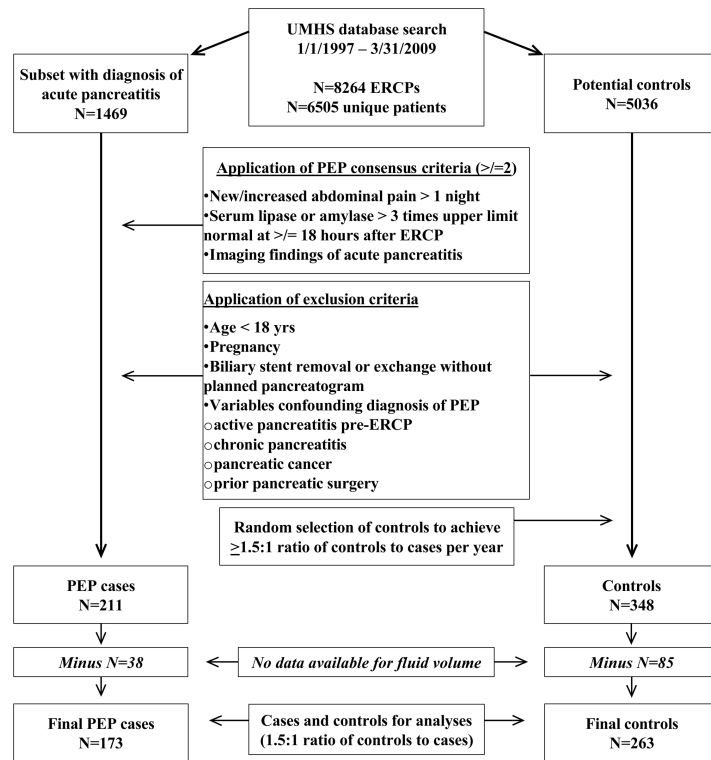 UMHS database search
1/1/1997 – 3/31/2009
N=8264 ERCPs
N=6505 unique patients
Subset with diagnosis of
acute pancreatitis
N=1469
Potential controls
N=5036
Application of PEP consensus criteria (>/=2)
•New/increased abdominal pain > 1 night
•Serum lipase or amylase > 3 times upper limit
normal at >/= 18 hours after ERCP
•Imaging findings of acute pancreatitis
Application of exclusion criteria
•Age < 18 yrs
•Pregnancy
•Biliary stent removal or exchange without
planned pancreatogram
•Variables confounding diagnosis of PEP
○active pancreatitis pre-ERCP
○chronic pancreatitis
○pancreatic cancer
○prior pancreatic surgery
Random selection of controls to achieve
≥1.5:1 ratio of controls to cases per year
PEP cases
N=211
Controls
N=348
Minus N=38
No data available for fluid volume
Minus N=85
Final PEP cases
N=173
Cases and controls for analyses
(1.5:1 ratio of controls to cases)
Final controls
N=263